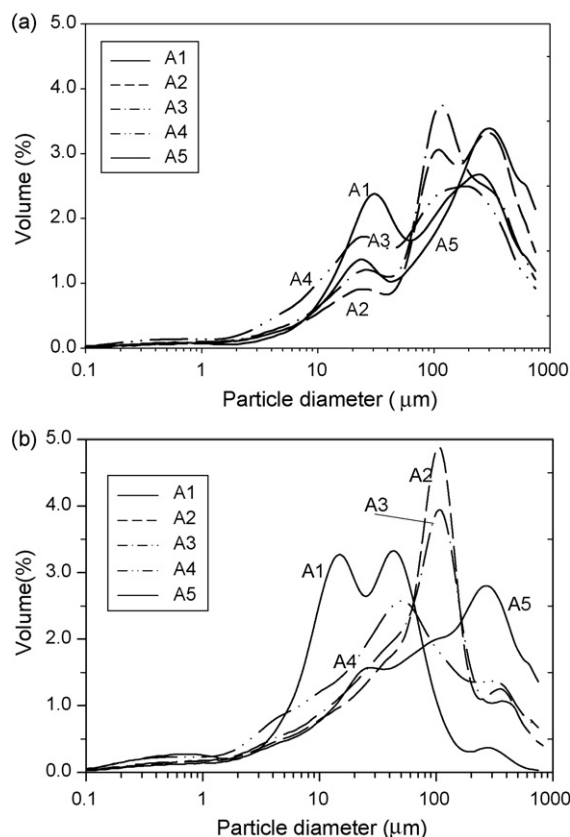 (a)
5.0
4.0
3.0
2.0
1.0
0.0
Volume (%)
A1
A2
A3
A4
A5
A1
A3
A4
A2
A5
0.1
1
10
100
1000
Particle diameter ( μm)
(b)
5.0
4.0
3.0
2.0
1.0
0.0
Volume(%)
A1
A2
A3
A4
A5
A2
A3
A1
A5
A4
0.1
1
10
100
1000
Particle diameter (μm)